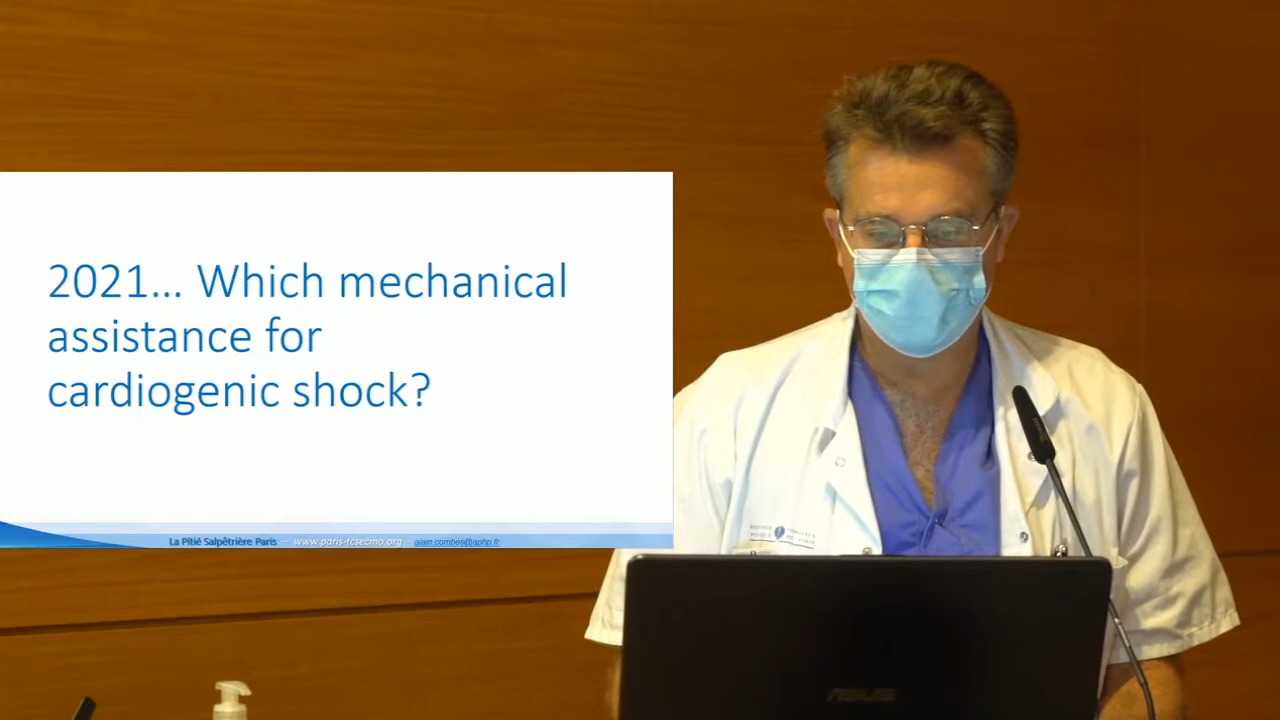 2021... Which mechanical
assistance for
cardiogenic shock?
La Pitié Salpêtrière Paris – www.paris-tcsecmo.org – alain.combes@aphp.fr
ASUS